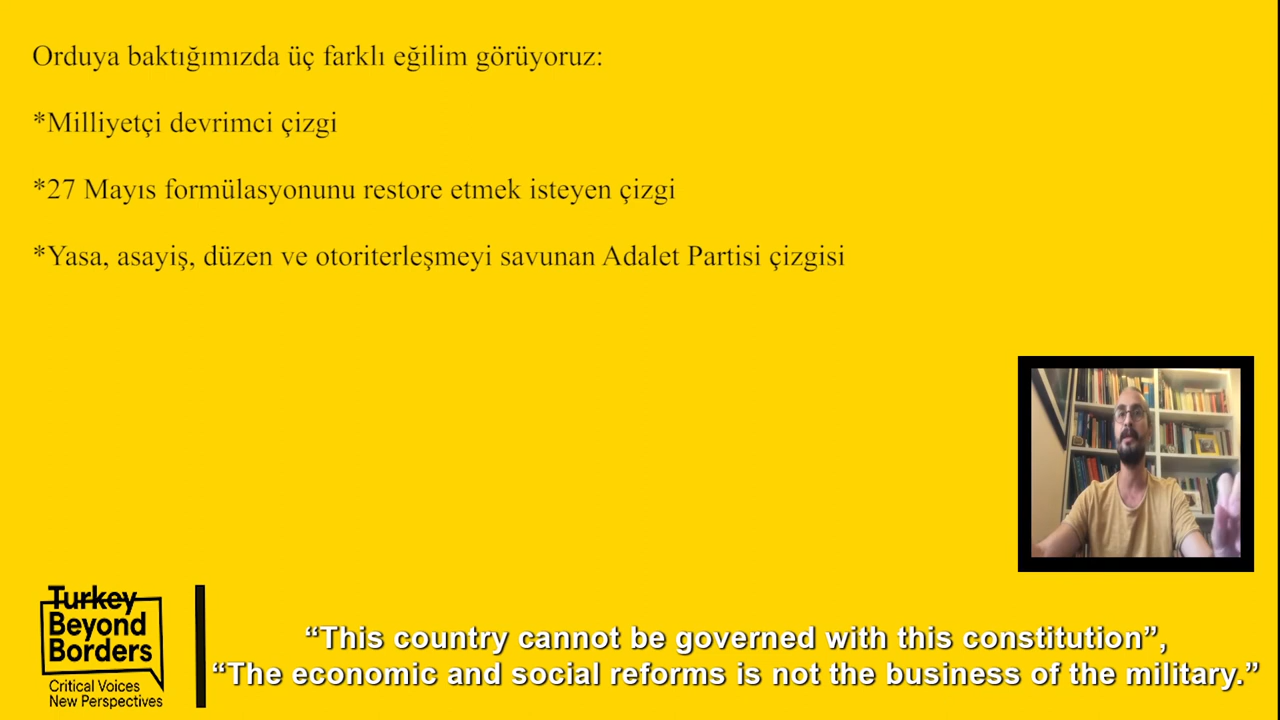 Orduya baktığımızda üç farklı eğilim görüyoruz:
*Milliyetçi devrimci çizgi
*27 Mayıs formülasyonunu restore etmek isteyen çizgi
*Yasa, asayiş, düzen ve otoriterleşmeyi savunan Adalet Partisi çizgisi
Turkey
Beyond
Borders
Critical Voices
New Perspectives
“This country cannot be governed with this constitution”,
“The economic and social reforms is not the business of the military.”